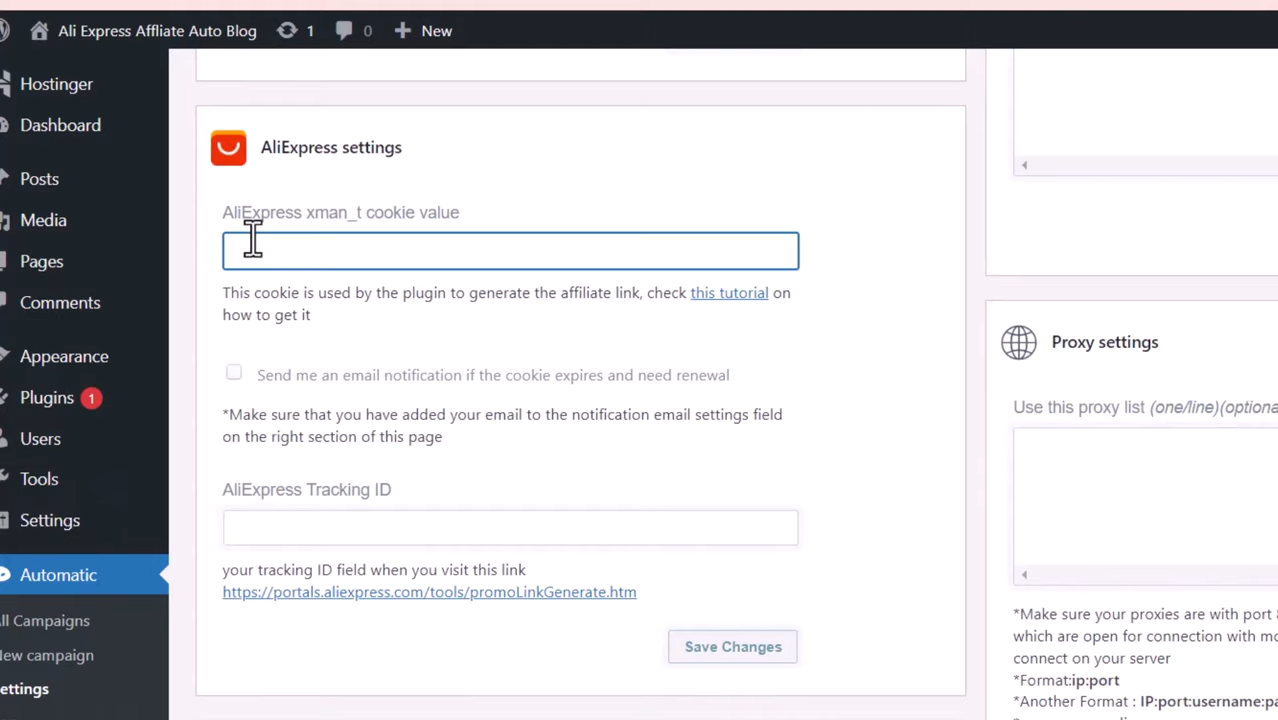 Ali Express Affliate Auto Blog
1
0
New
Hostinger
Dashboard
Posts
Media
Pages
Comments
Appearance
Plugins 1
Users
Tools
Settings
Automatic
ll Campaigns
ew campaign
ettings
AliExpress settings
AliExpress xman_t cookie value
This cookie is used by the plugin to generate the affiliate link, check this tutorial on
how to get it
Send me an email notification if the cookie expires and need renewal
*Make sure that you have added your email to the notification email settings field
on the right section of this page
AliExpress Tracking ID
your tracking ID field when you visit this link
https://portals.aliexpress.com/tools/promoLinkGenerate.htm
Save Changes
Proxy settings
Use this proxy list (one/line)(optiona
*Make sure your proxies are with port
which are open for connection with mo
connect on your server
*Format:ip:port
*Another Format : IP:port:username:pa